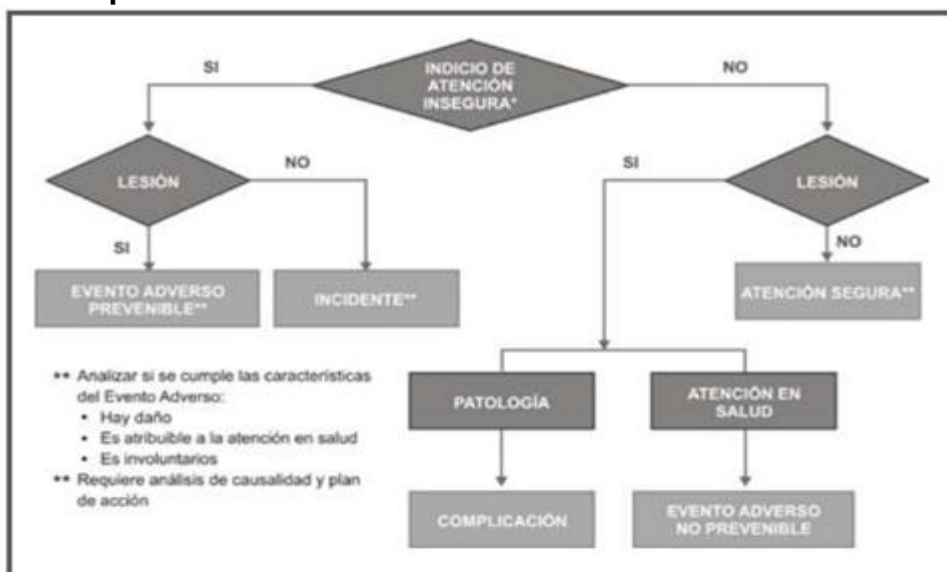 INDICIO DE
ATENCIÓN
INSEGURA*
SI
NO
LESIÓN
NO
SI
LESIÓN
SI
NO
EVENTO ADVERSO
PREVENIBLE**
INCIDENTE**
ATENCIÓN SEGURA**
** Analizar si se cumple las características
del Evento Adverso:
• Hay daño
• Es atribuible a la atención en salud
• Es involuntarios
** Requiere análisis de causalidad y plan
de acción
PATOLOGÍA
ATENCIÓN EN
SALUD
COMPLICACIÓN
EVENTO ADVERSO
NO PREVENIBLE